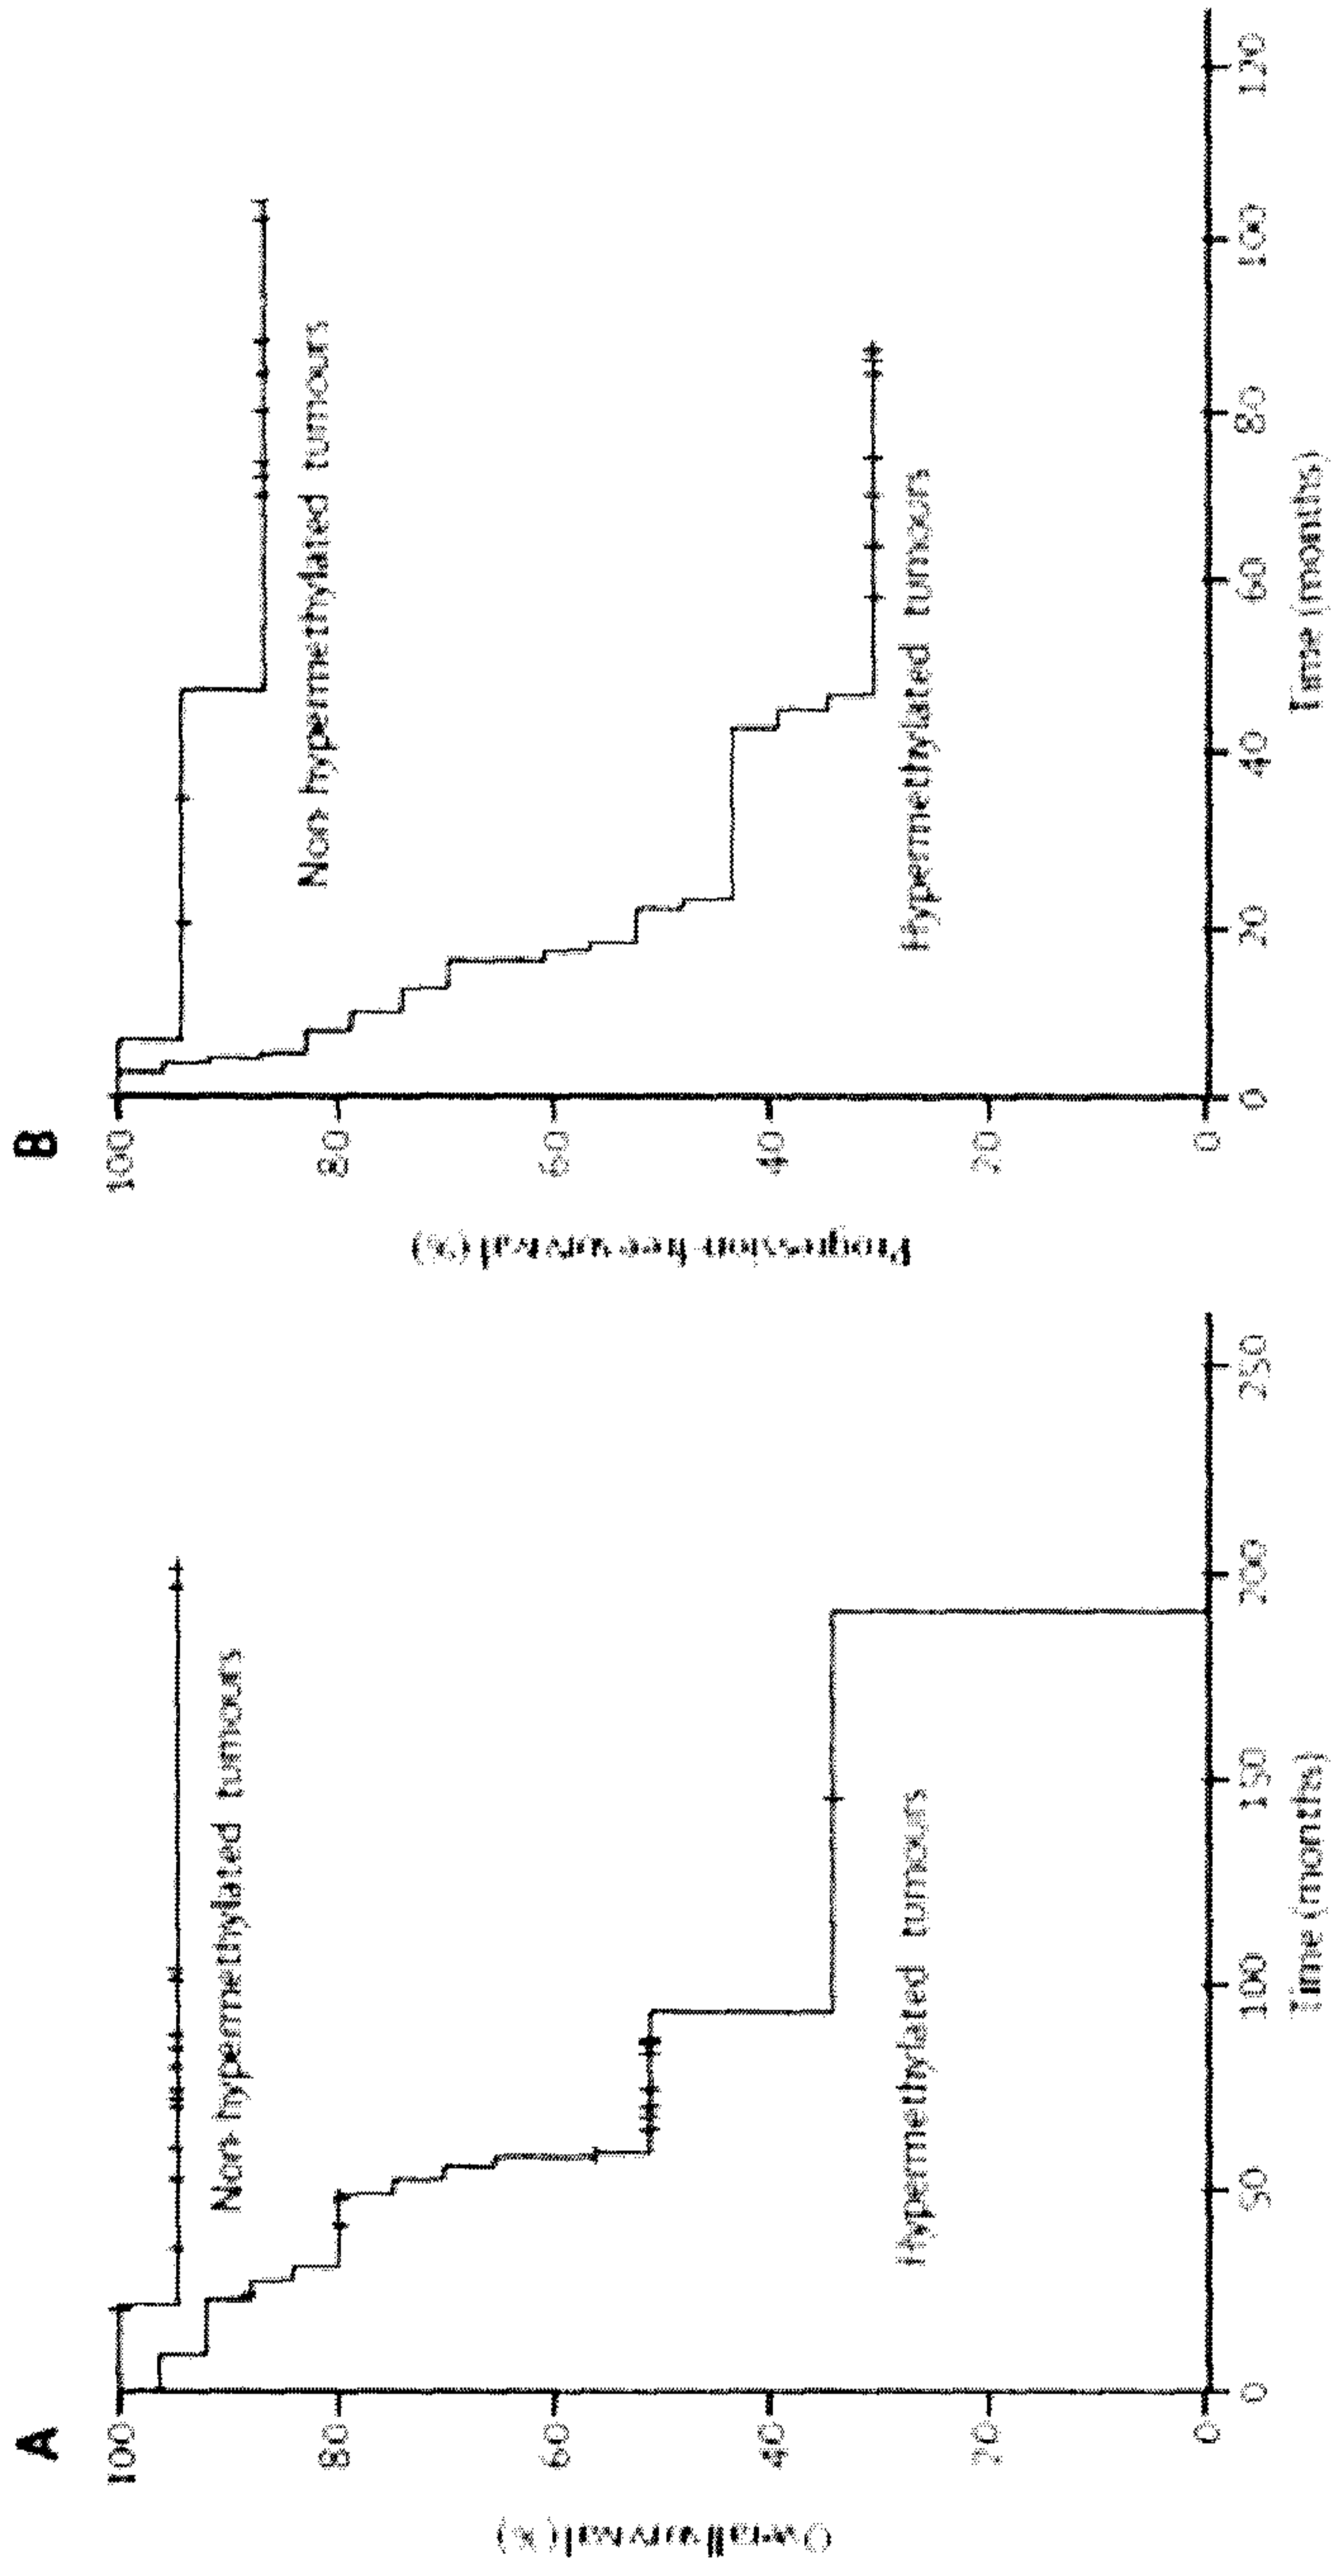 A
Overall survival (%)
100
80
60
40
20
0
Non-hypermethylated tumours
Hypermethylated tumours
0
50
100
150
200
250
Time (months)
B
Progression-free survival (%)
100
80
60
40
20
0
Non-hypermethylated tumours
Hypermethylated tumours
0
20
40
60
80
100
120
Time (months)